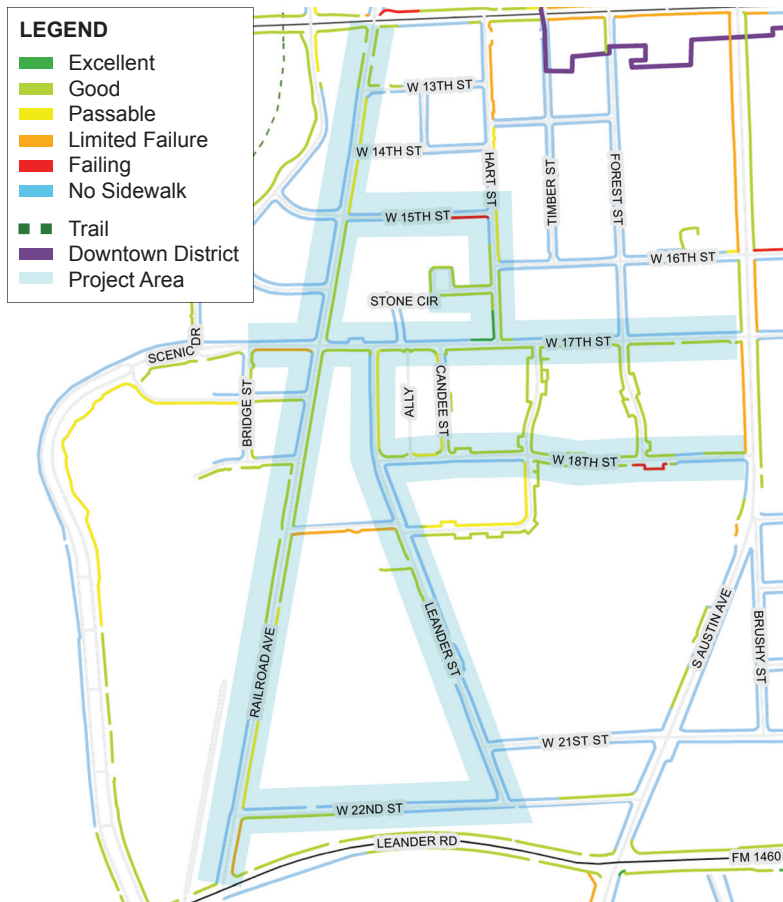 LEGEND
Excellent
Good
Passable
Limited Failure
Failing
No Sidewalk
Trail
Downtown District
Project Area
W 13TH ST
W 14TH ST
HART ST
TIMBER ST
FOREST ST
W 15TH ST
W 16TH ST
STONE CIR
W 17TH ST
SCENIC DR
BRIDGE ST
ALLY
CANDEE ST
W 18TH ST
RAILROAD AVE
LEANDER ST
S AUSTIN AVE
BRUSHY ST
W 21ST ST
W 22ND ST
LEANDER RD
FM 1460